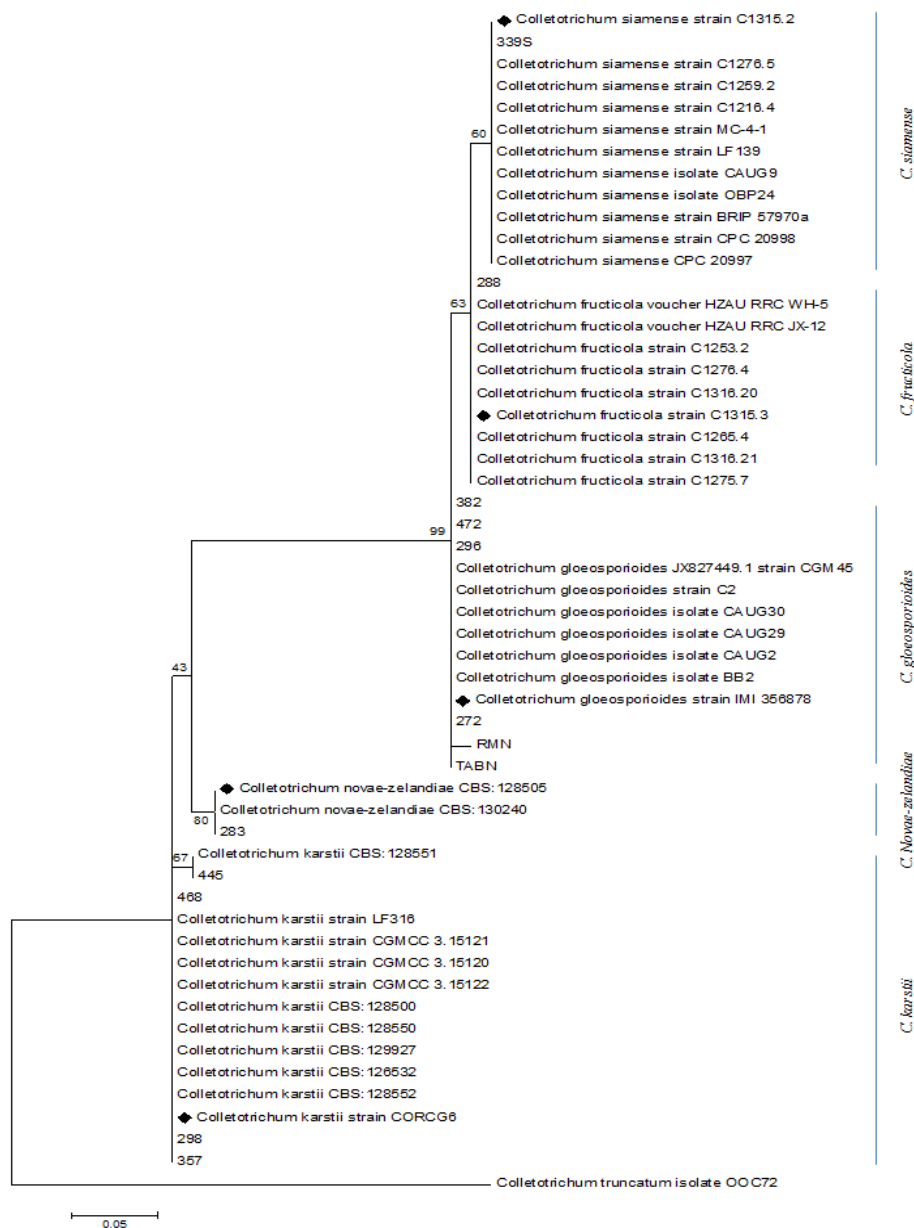 Colletotrichum siamense strain C1315.2
339S
Colletotrichum siamense strain C1276.5
Colletotrichum siamense strain C1259.2
Colletotrichum siamense strain C1216.4
Colletotrichum siamense strain MC-4-1
60
Colletotrichum siamense strain LF139
Colletotrichum siamense isolate CAUG9
Colletotrichum siamense isolate OBP24
Colletotrichum siamense strain BRIP 57970a
Colletotrichum siamense strain CPC 20998
Colletotrichum siamense CPC 20997
C. siamense
288
63
Colletotrichum fructicola voucher HZAU RRC WH-5
Colletotrichum fructicola voucher HZAU RRC JX-12
Colletotrichum fructicola strain C1253.2
Colletotrichum fructicola strain C1276.4
Colletotrichum fructicola strain C1316.20
Colletotrichum fructicola strain C1315.3
Colletotrichum fructicola strain C1265.4
Colletotrichum fructicola strain C1316.21
Colletotrichum fructicola strain C1275.7
C. fructicola
382
472
99
296
Colletotrichum gloeosporioides JX827449.1 strain CGM45
Colletotrichum gloeosporioides strain C2
Colletotrichum gloeosporioides isolate CAUG30
Colletotrichum gloeosporioides isolate CAUG29
Colletotrichum gloeosporioides isolate CAUG2
Colletotrichum gloeosporioides isolate BB2
Colletotrichum gloeosporioides strain IMI 356878
272
RMN
TABN
C. gloeosporioides
43
Colletotrichum novae-zelandiae CBS:128505
Colletotrichum novae-zelandiae CBS:130240
80
283
C. Novae-zelandiae
Colletotrichum karstii CBS:128551
67
445
468
Colletotrichum karstii strain LF316
Colletotrichum karstii strain CGMCC 3.15121
Colletotrichum karstii strain CGMCC 3.15120
Colletotrichum karstii strain CGMCC 3.15122
Colletotrichum karstii CBS:128500
Colletotrichum karstii CBS:128550
Colletotrichum karstii CBS:129927
Colletotrichum karstii CBS:126532
Colletotrichum karstii CBS:128552
Colletotrichum karstii strain CORCG6
298
357
C. karstii
Colletotrichum truncatum isolate OOC72
0.05